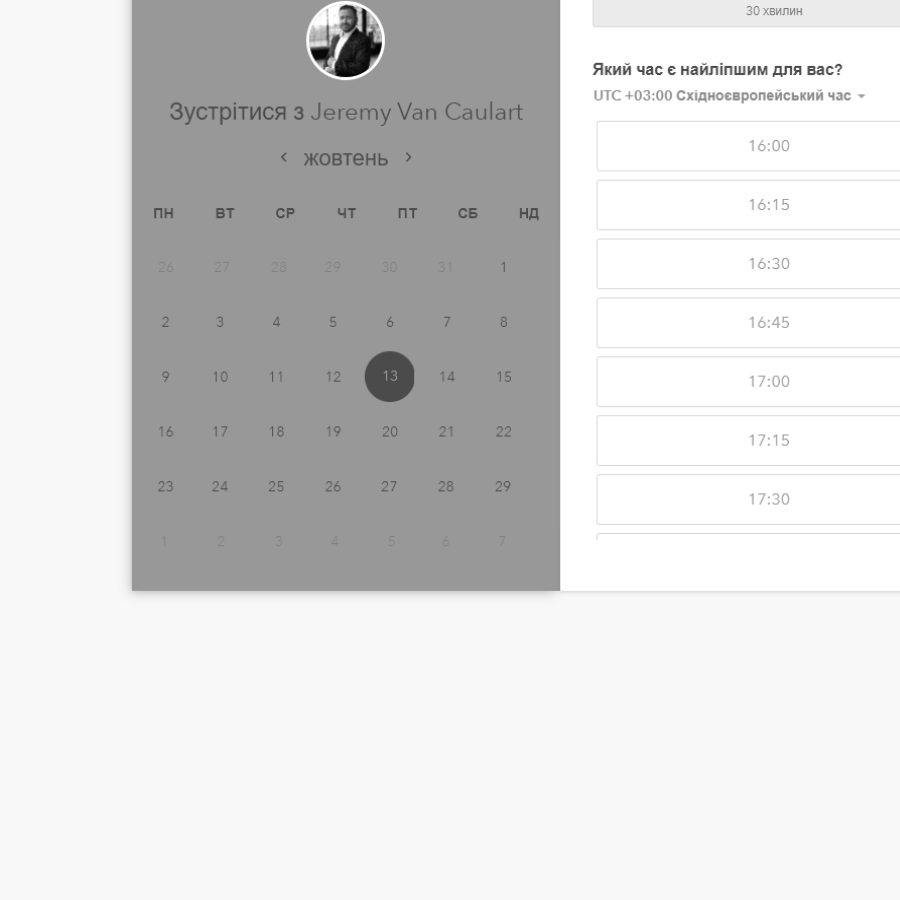 Зустрітися з Jeremy Van Caulart
жовтень
ПН ВТ СР ЧТ ПТ СБ НД
26 27 28 29 30 31 1
2 3 4 5 6 7 8
9 10 11 12 13 14 15
16 17 18 19 20 21 22
23 24 25 26 27 28 29
1 2 3 4 5 6 7
30 хвилин
Який час є найліпшим для вас?
UTC +03:00 Східноєвропейський час
16:00
16:15
16:30
16:45
17:00
17:15
17:30